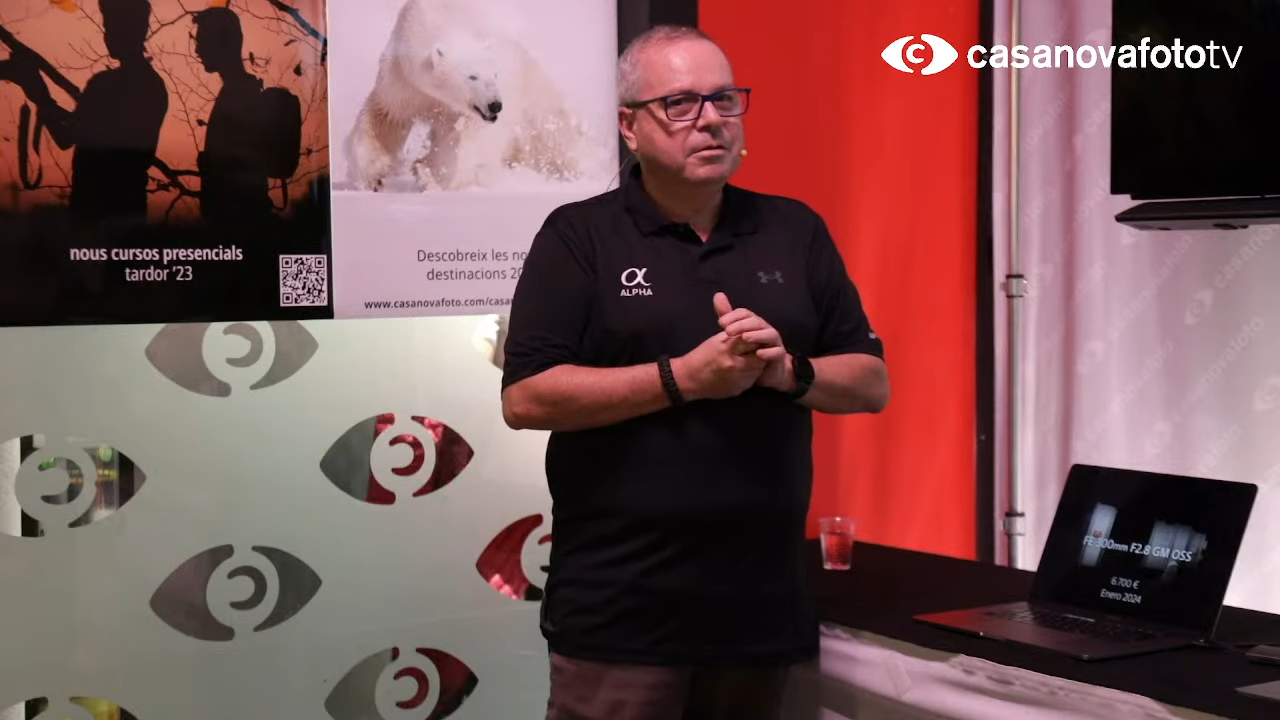 casanovafototv
nous cursos presencials
tardor '23
Descobreix les no
destinacions 20
www.casanovafoto.com/casa
α
ALPHA
FE 300mm F2.8 GM OSS
6.700 €
Enero 2024